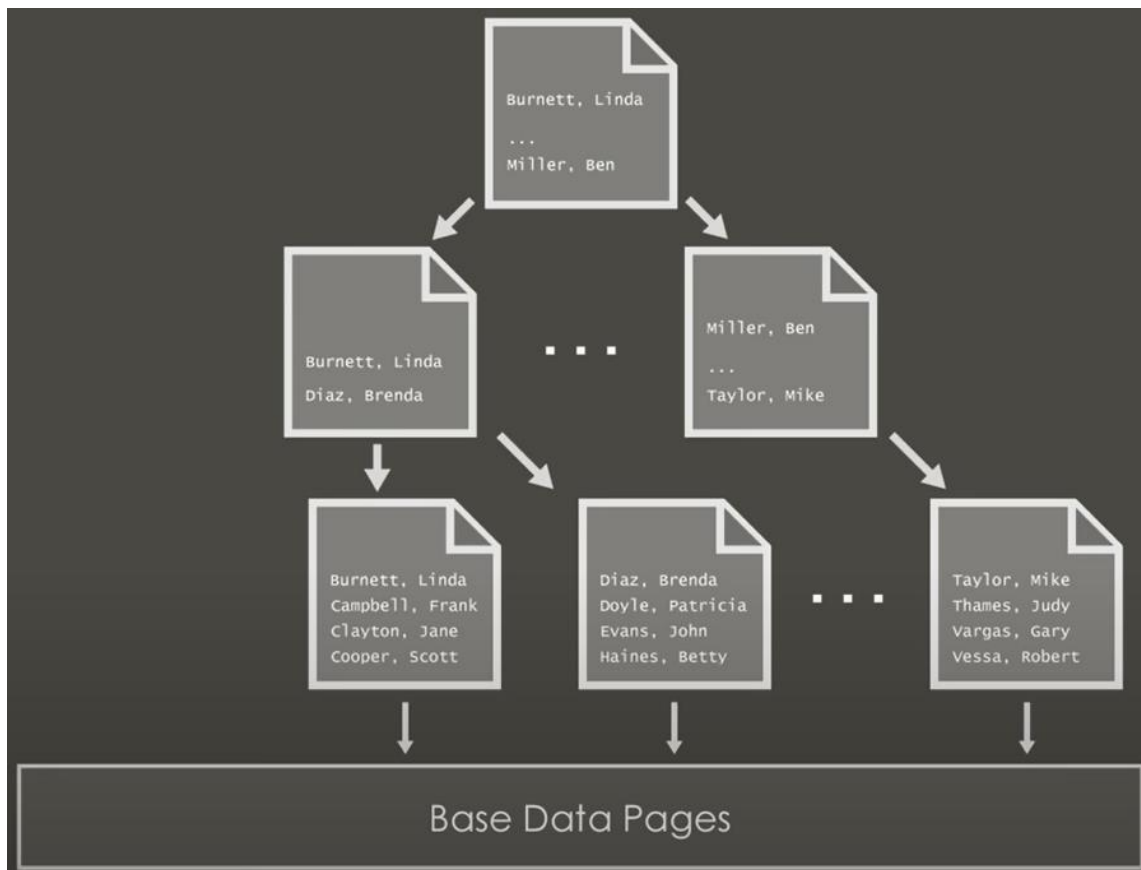 Burnett, Linda
...
Miller, Ben
Burnett, Linda
Diaz, Brenda
...
Miller, Ben
...
Taylor, Mike
Burnett, Linda
Campbell, Frank
Clayton, Jane
Cooper, Scott
Diaz, Brenda
Doyle, Patricia
Evans, John
Haines, Betty
...
Taylor, Mike
Thames, Judy
Vargas, Gary
Vessa, Robert
Base Data Pages